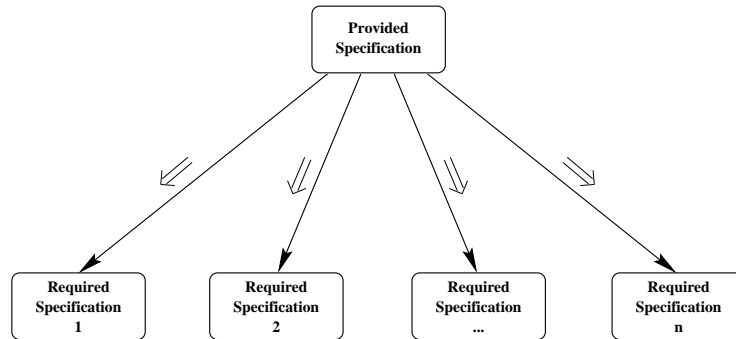 Provided
Specification
Required
Specification
1
Required
Specification
2
Required
Specification
...
Required
Specification
n